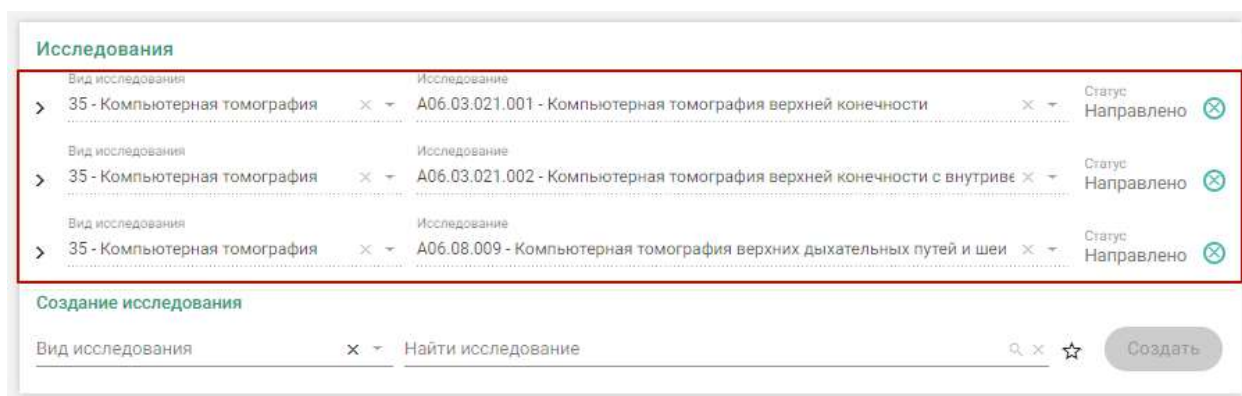 Исследования
Вид исследования Исследование Статус
35 - Компьютерная томография A06.03.021.001 - Компьютерная томография верхней конечности Направлено
Вид исследования Исследование Статус
35 - Компьютерная томография A06.03.021.002 - Компьютерная томография верхней конечности с внутриве Направлено
Вид исследования Исследование Статус
35 - Компьютерная томография A06.08.009 - Компьютерная томография верхних дыхательных путей и шеи Направлено
Создание исследования
Вид исследования Найти исследование Создать